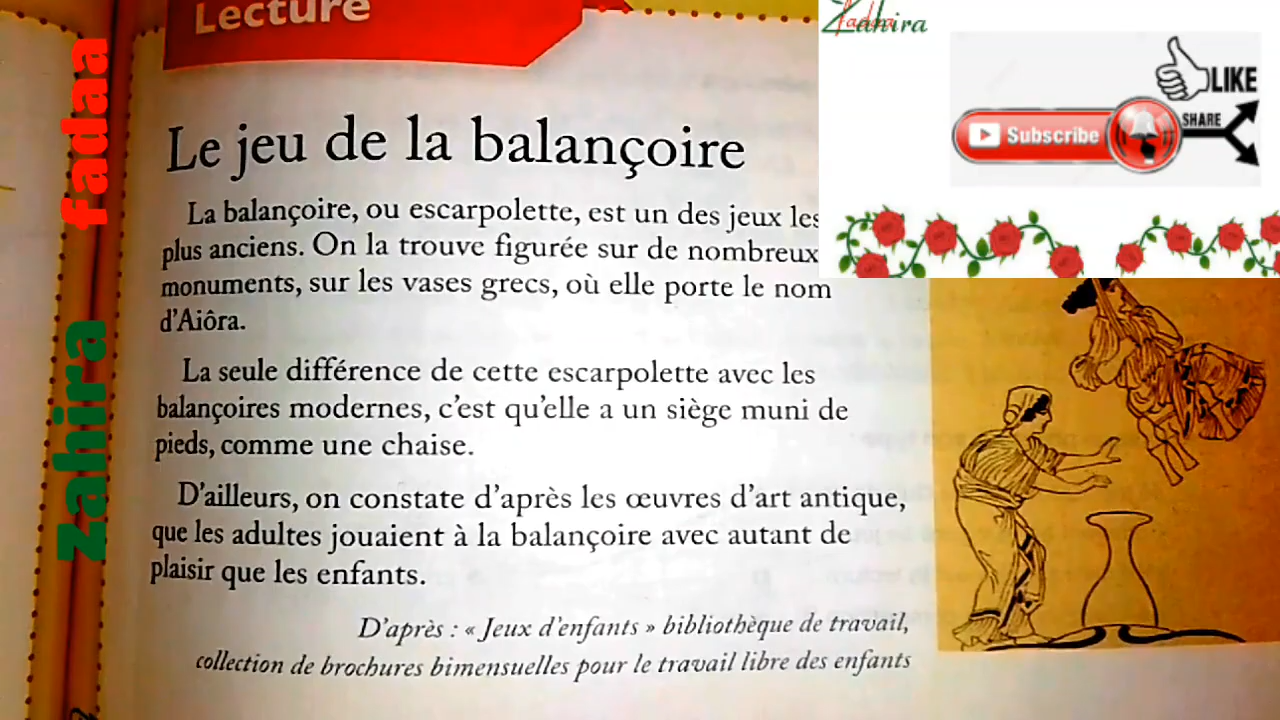 Lecture
Le jeu de la balançoire
La balançoire, ou escarpolette, est un des jeux les
plus anciens. On la trouve figurée sur de nombreux
monuments, sur les vases grecs, où elle porte le nom
d'Aiôra.
La seule différence de cette escarpolette avec les
balançoires modernes, c'est qu'elle a un siège muni de
pieds, comme une chaise.
D'ailleurs, on constate d'après les œuvres d'art antique,
que les adultes jouaient à la balançoire avec autant de
plaisir que les enfants.
D'après : « Jeux d'enfants » bibliothèque de travail,
collection de brochures bimensuelles pour le travail libre des enfants
Zahira fadaa
Zahira
fadaa
LIKE
Subscribe
SHARE